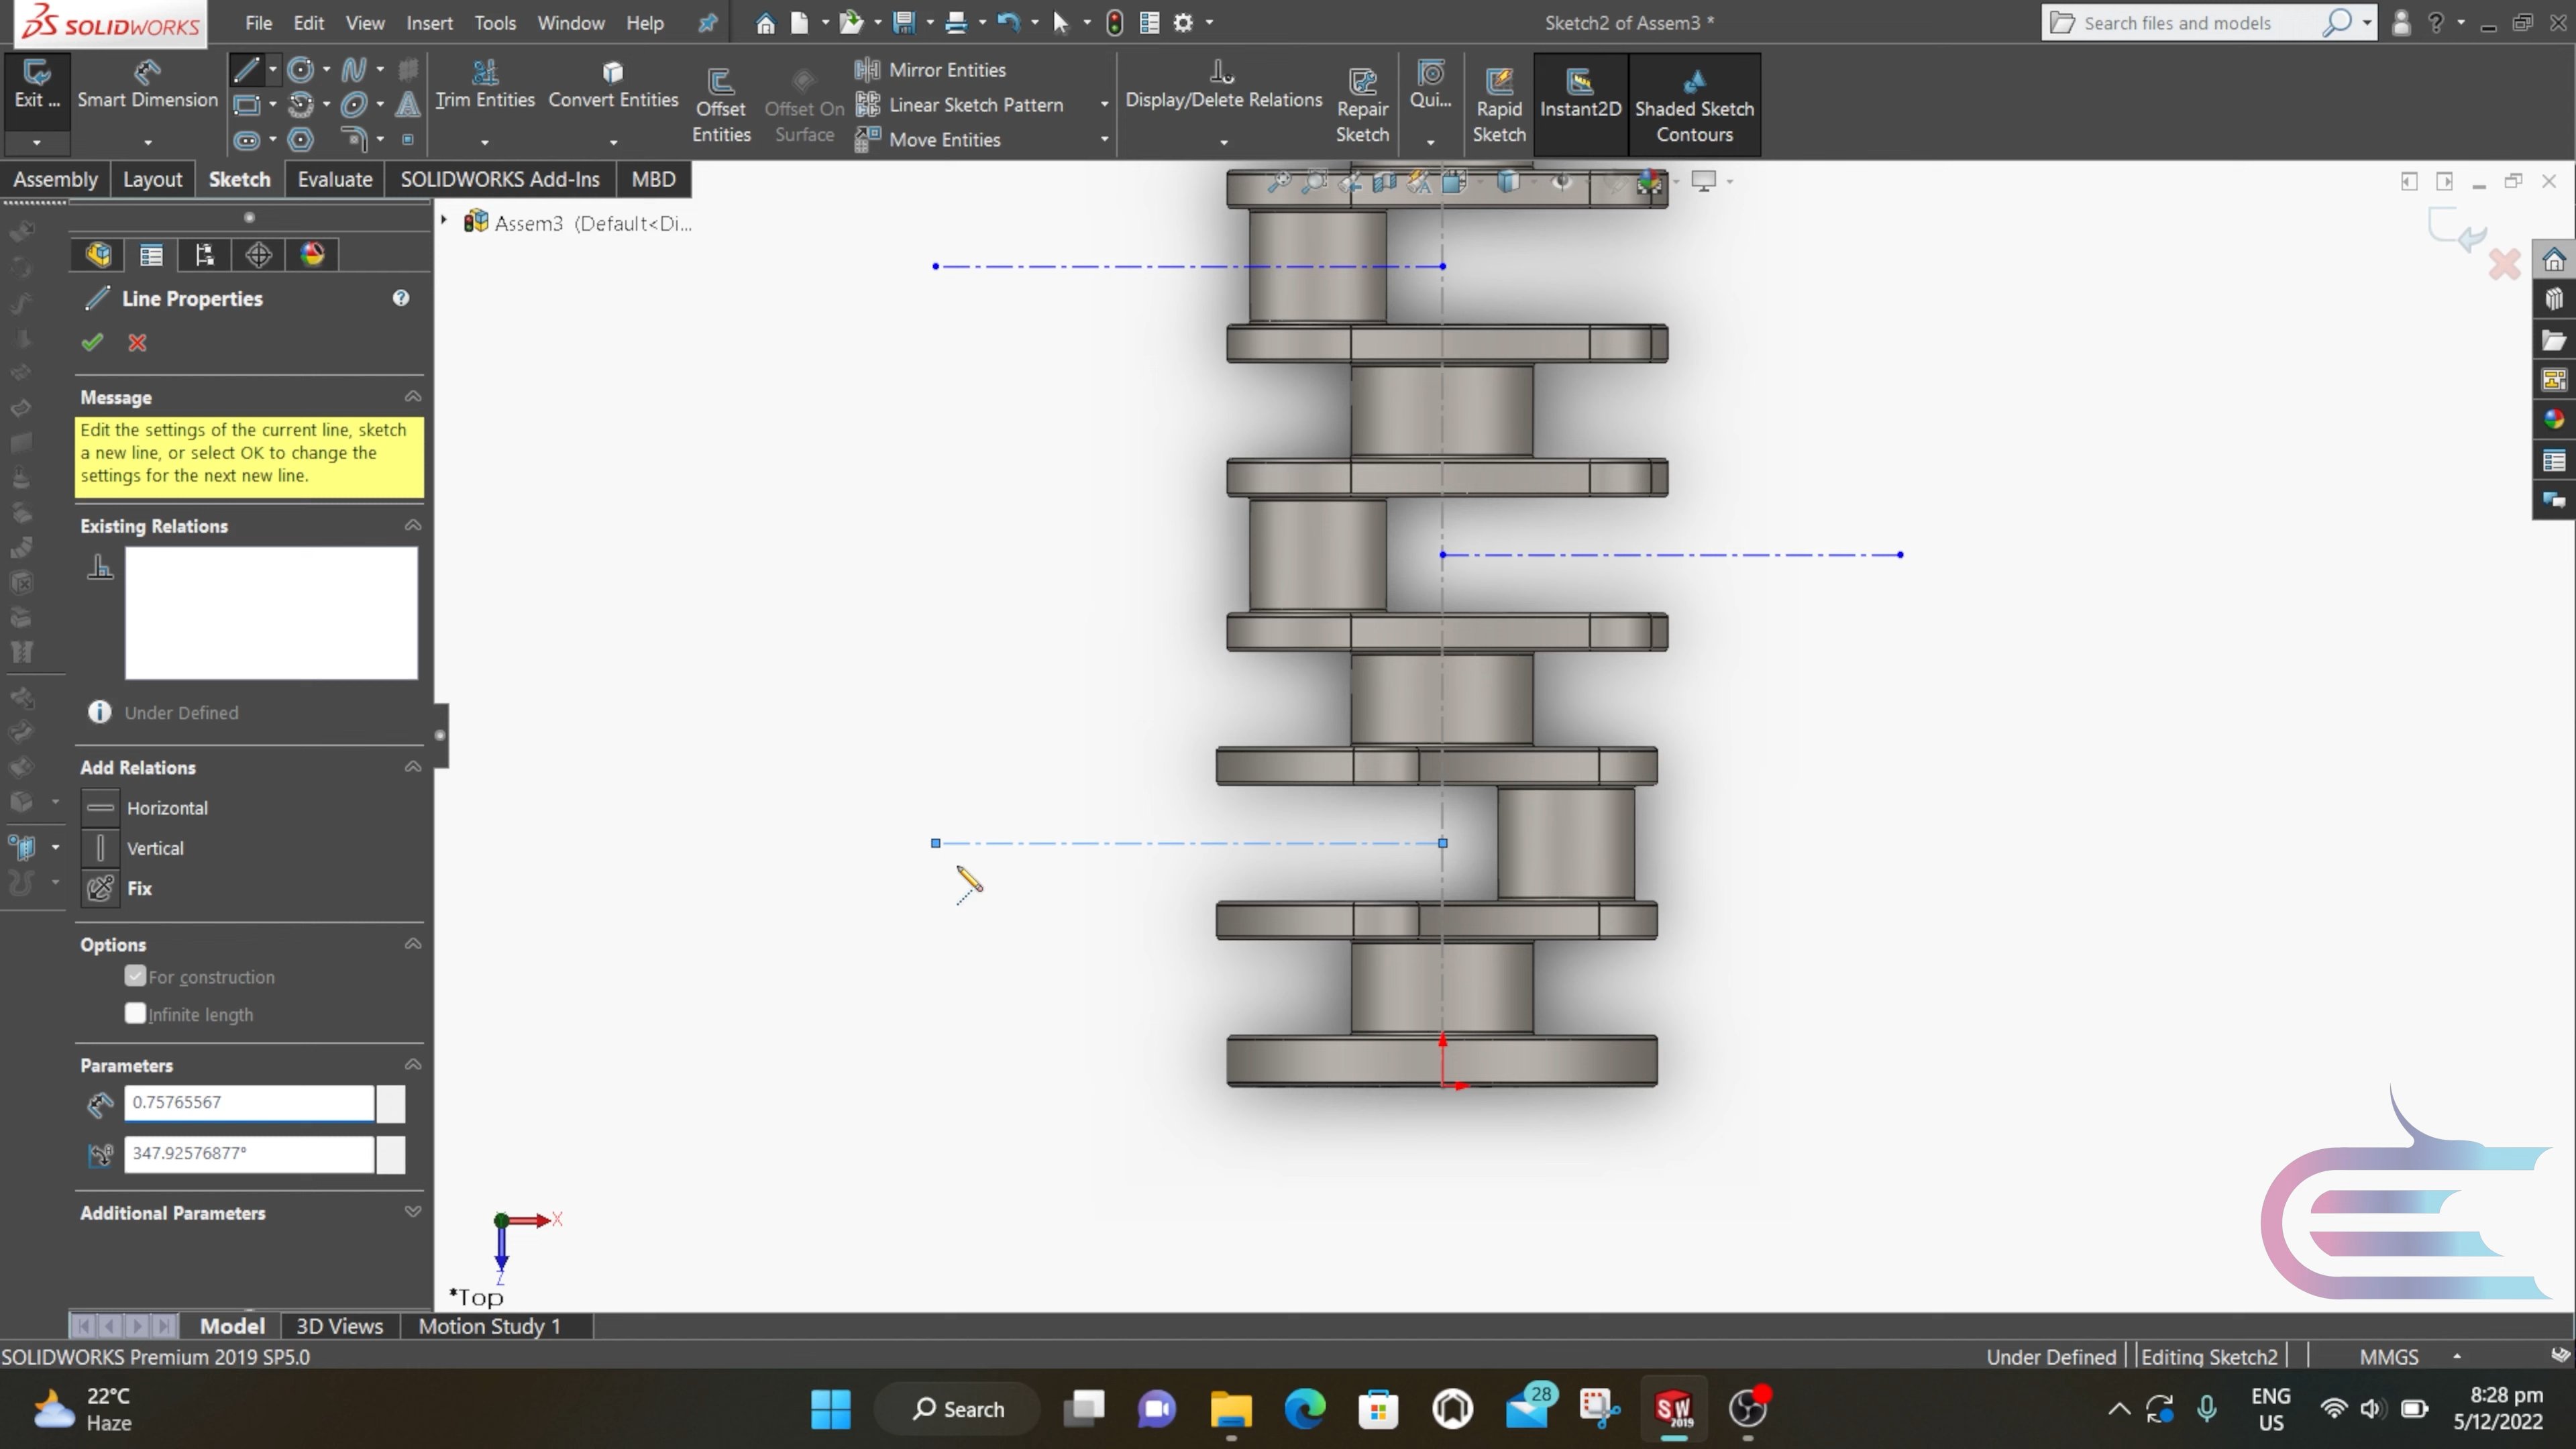 SOLIDWORKS
File Edit View Insert Tools Window Help
Sketch2 of Assem3 *
Search files and models
Exit ...
Smart Dimension
Trim Entities
Convert Entities
Offset
Entities
Offset On
Surface
Mirror Entities
Linear Sketch Pattern
Move Entities
Display/Delete Relations
Repair
Sketch
Qui...
Rapid
Sketch
Instant2D
Shaded Sketch
Contours
Assembly Layout Sketch Evaluate SOLIDWORKS Add-Ins MBD
Assem3 (Default<Di...
Line Properties
Message
Edit the settings of the current line, sketch
a new line, or select OK to change the
settings for the next new line.
Existing Relations
Under Defined
Add Relations
Horizontal
Vertical
Fix
Options
For construction
Infinite length
Parameters
0.75765567
347.92576877°
Additional Parameters
X
Z
*Top
Model 3D Views Motion Study 1
SOLIDWORKS Premium 2019 SP5.0
Under Defined Editing Sketch2 MMGS
22°C
Haze
Search
28
SW
2019
ENG
US
8:28 pm
5/12/2022